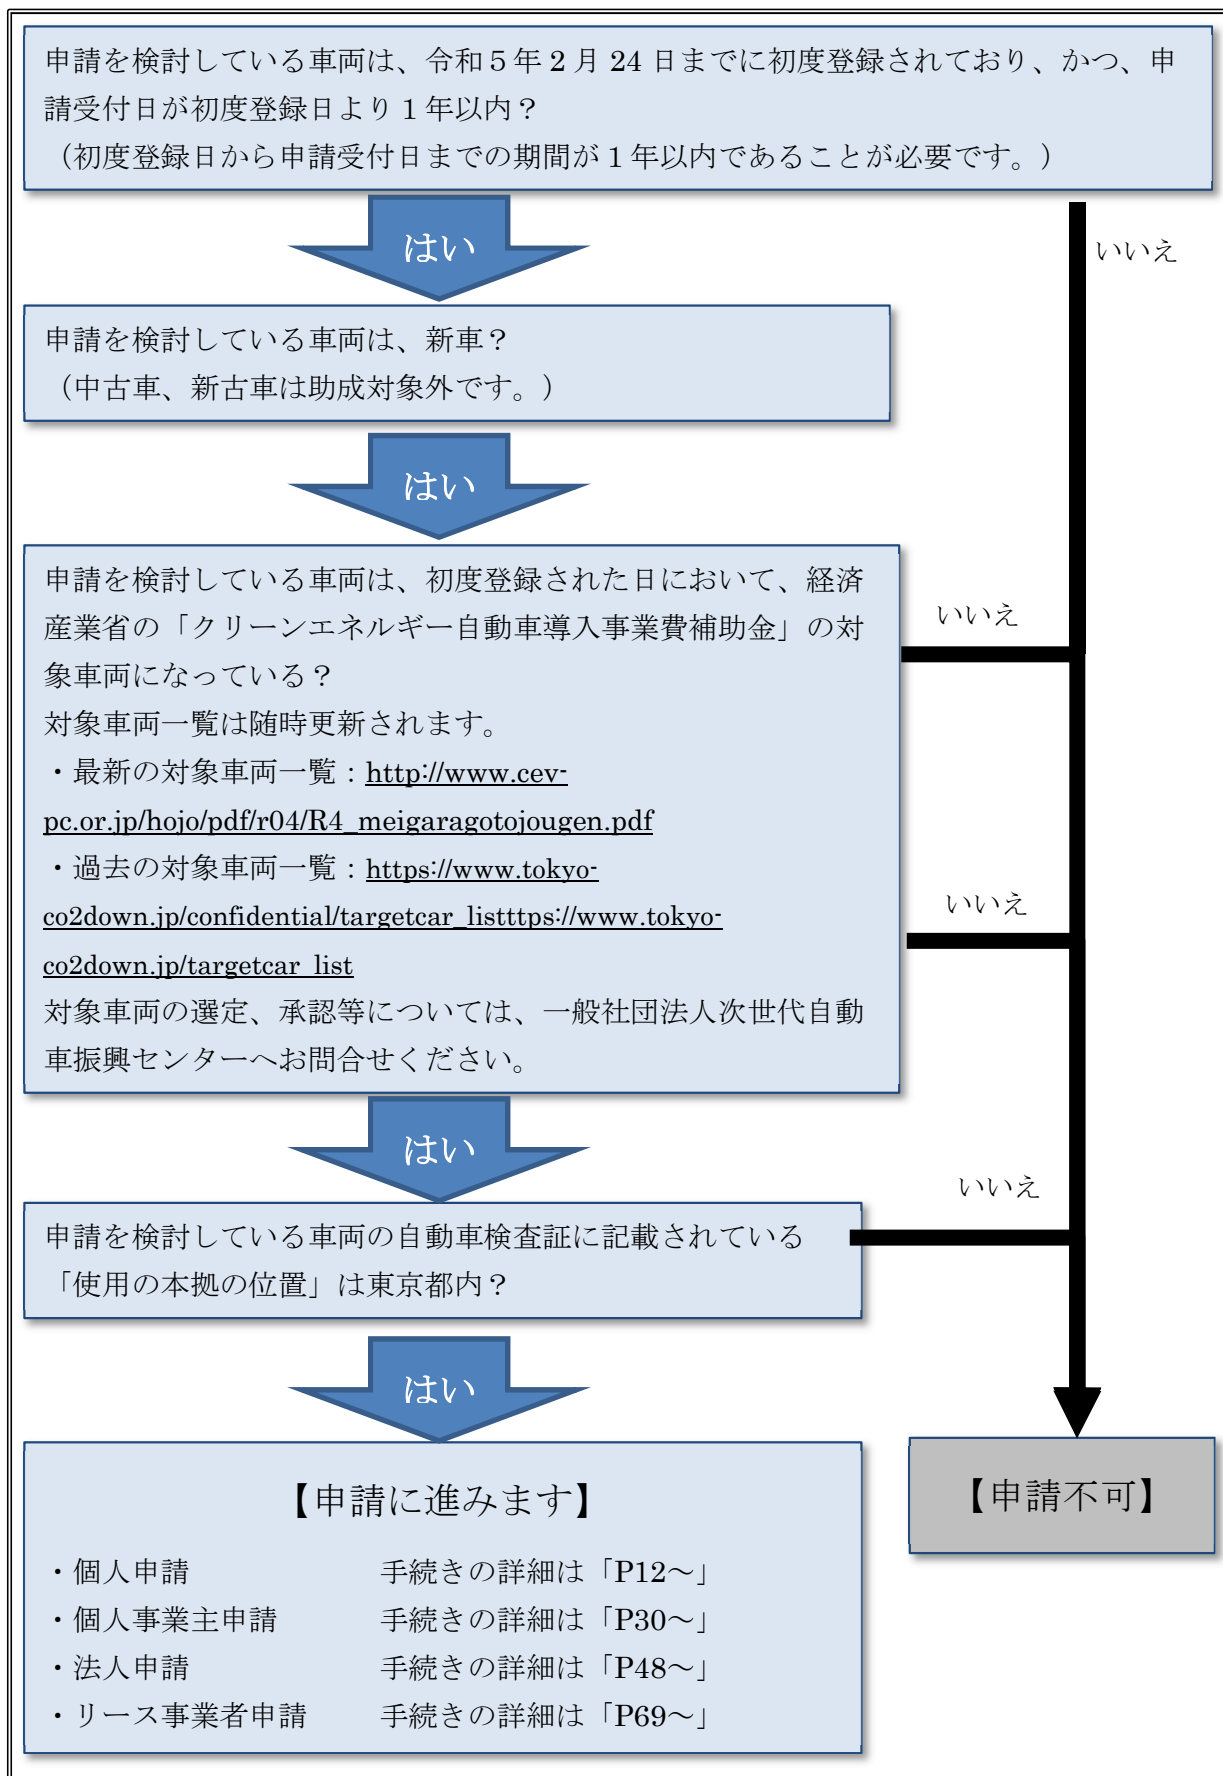 申請を検討している車両は、令和５年 2 月 24 日までに初度登録されており、かつ、申
請受付日が初度登録日より 1 年以内？
（初度登録日から申請受付日までの期間が 1 年以内であることが必要です。）
はい
いいえ
申請を検討している車両は、新車？
（中古車、新古車は助成対象外です。）
はい
申請を検討している車両は、初度登録された日において、経済
産業省の「クリーンエネルギー自動車導入事業費補助金」の対
象車両になっている？
対象車両一覧は随時更新されます。
・最新の対象車両一覧：http://www.cev-
pc.or.jp/hojo/pdf/r04/R4_meigaragotojougen.pdf
・過去の対象車両一覧：https://www.tokyo-
co2down.jp/confidential/targetcar_listttps://www.tokyo-
co2down.jp/targetcar_list
対象車両の選定、承認等については、一般社団法人次世代自動
車振興センターへお問合せください。
いいえ
いいえ
はい
いいえ
申請を検討している車両の自動車検査証に記載されている
「使用の本拠の位置」は東京都内？
はい
【申請に進みます】
・個人申請 手続きの詳細は「P12～」
・個人事業主申請 手続きの詳細は「P30～」
・法人申請 手続きの詳細は「P48～」
・リース事業者申請 手続きの詳細は「P69～」
【申請不可】